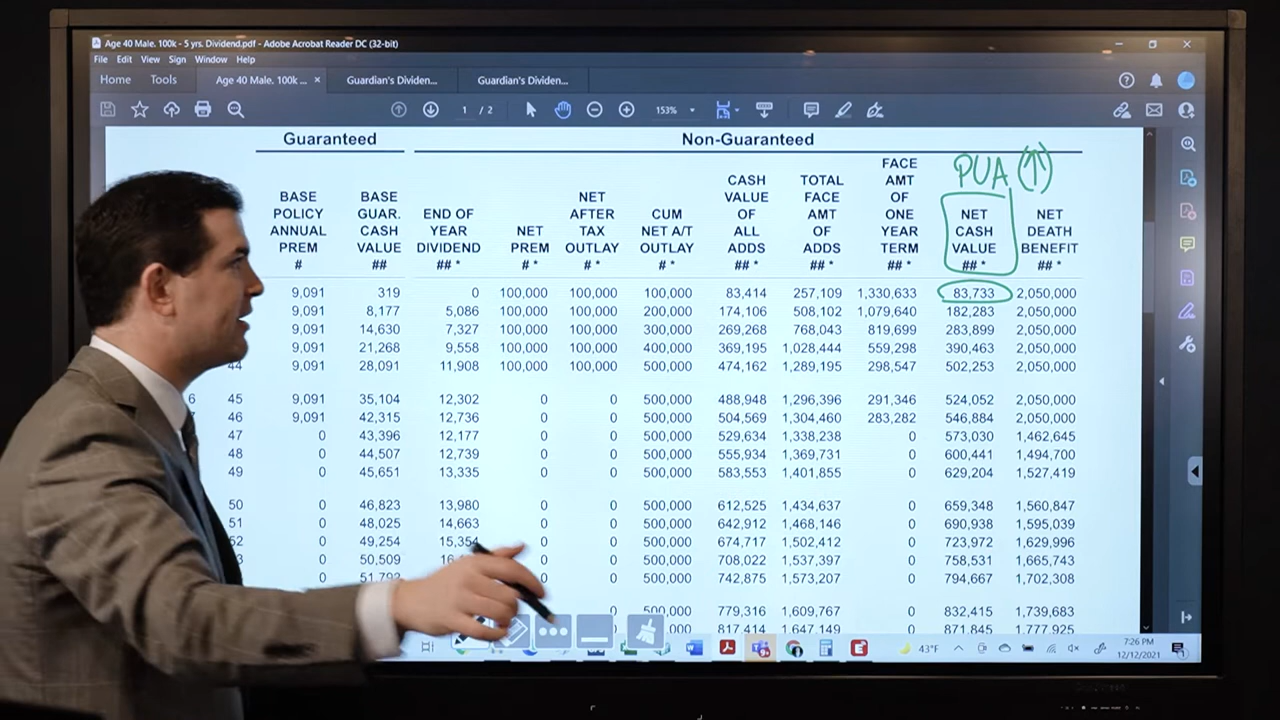 Age 40 Male. 100k - 5 yrs. Dividend.pdf - Adobe Acrobat Reader DC (32-bit)
File Edit View Sign Window Help
Home Tools Age 40 Male. 100k ... × Guardian's Dividen... Guardian's Dividen...
1 / 2 153%
Guaranteed Non-Guaranteed
PUA (↑)
BASE POLICY ANNUAL PREM # BASE GUAR. CASH VALUE ## END OF YEAR DIVIDEND ## * NET PREM # * NET AFTER TAX OUTLAY # * CUM NET A/T OUTLAY # * CASH VALUE OF ALL ADDS ## * TOTAL FACE AMT OF ADDS ## * FACE AMT OF ONE YEAR TERM ## * NET CASH VALUE ## * NET DEATH BENEFIT ## *
9,091 319 0 100,000 100,000 100,000 83,414 257,109 1,330,633 83,733 2,050,000
9,091 8,177 5,086 100,000 100,000 200,000 174,106 508,102 1,079,640 182,283 2,050,000
9,091 14,630 7,327 100,000 100,000 300,000 269,268 768,043 819,699 283,899 2,050,000
9,091 21,268 9,558 100,000 100,000 400,000 369,195 1,028,444 559,298 390,463 2,050,000
44 9,091 28,091 11,908 100,000 100,000 500,000 474,162 1,289,195 298,547 502,253 2,050,000
6 45 9,091 35,104 12,302 0 0 500,000 488,948 1,296,396 291,346 524,052 2,050,000
46 9,091 42,315 12,736 0 0 500,000 504,569 1,304,460 283,282 546,884 2,050,000
47 0 43,396 12,177 0 0 500,000 529,634 1,338,238 0 573,030 1,462,645
48 0 44,507 12,739 0 0 500,000 555,934 1,369,731 0 600,441 1,494,700
49 0 45,651 13,335 0 0 500,000 583,553 1,401,855 0 629,204 1,527,419
50 0 46,823 13,980 0 0 500,000 612,525 1,434,637 0 659,348 1,560,847
51 0 48,025 14,663 0 0 500,000 642,912 1,468,146 0 690,938 1,595,039
52 0 49,254 15,354 0 0 500,000 674,717 1,502,412 0 723,972 1,629,996
3 0 50,509 0 0 500,000 708,022 1,537,397 0 758,531 1,665,743
0 0 500,000 742,875 1,573,207 0 794,667 1,702,308
0 500,000 779,316 1,609,767 0 832,415 1,739,683
817,414 1,647,149 0 871,845 1,777,925
43°F 7:26 PM
12/12/2021